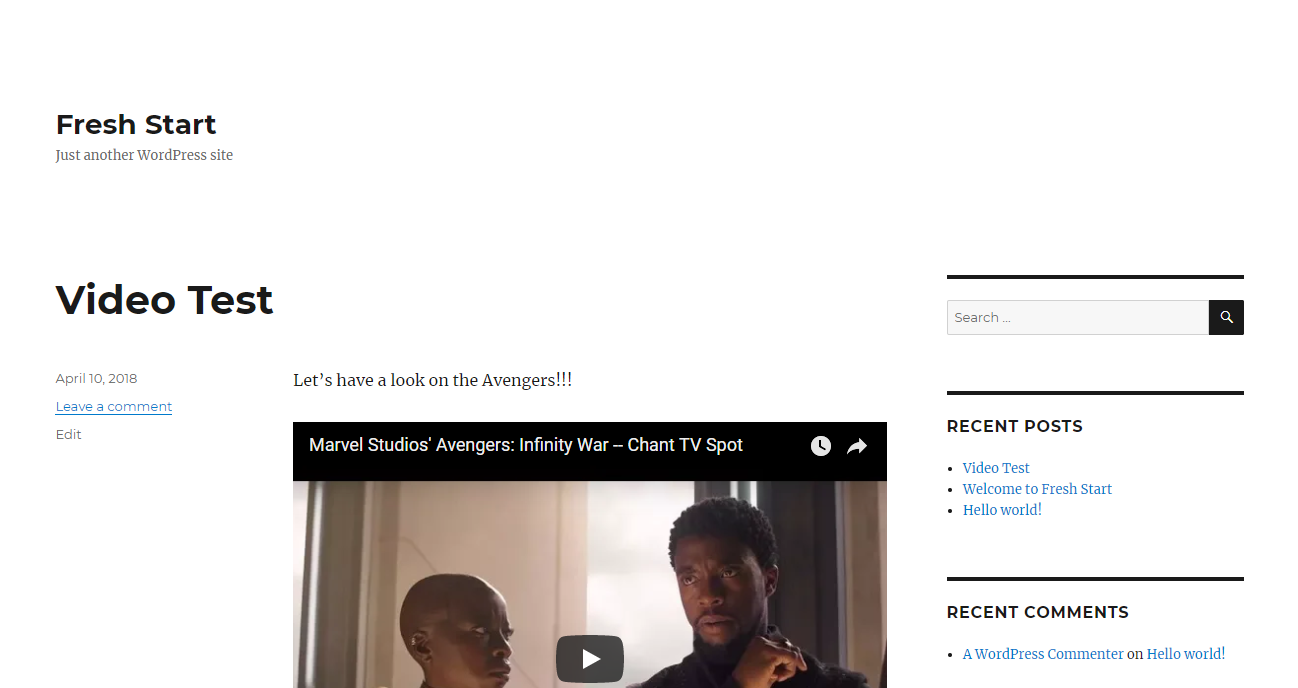 Fresh Start
Just another WordPress site
Video Test
April 10, 2018
Leave a comment
Edit
Let’s have a look on the Avengers!!!
Marvel Studios' Avengers: Infinity War -- Chant TV Spot
Search …
RECENT POSTS
Video Test
Welcome to Fresh Start
Hello world!
RECENT COMMENTS
A WordPress Commenter on Hello world!